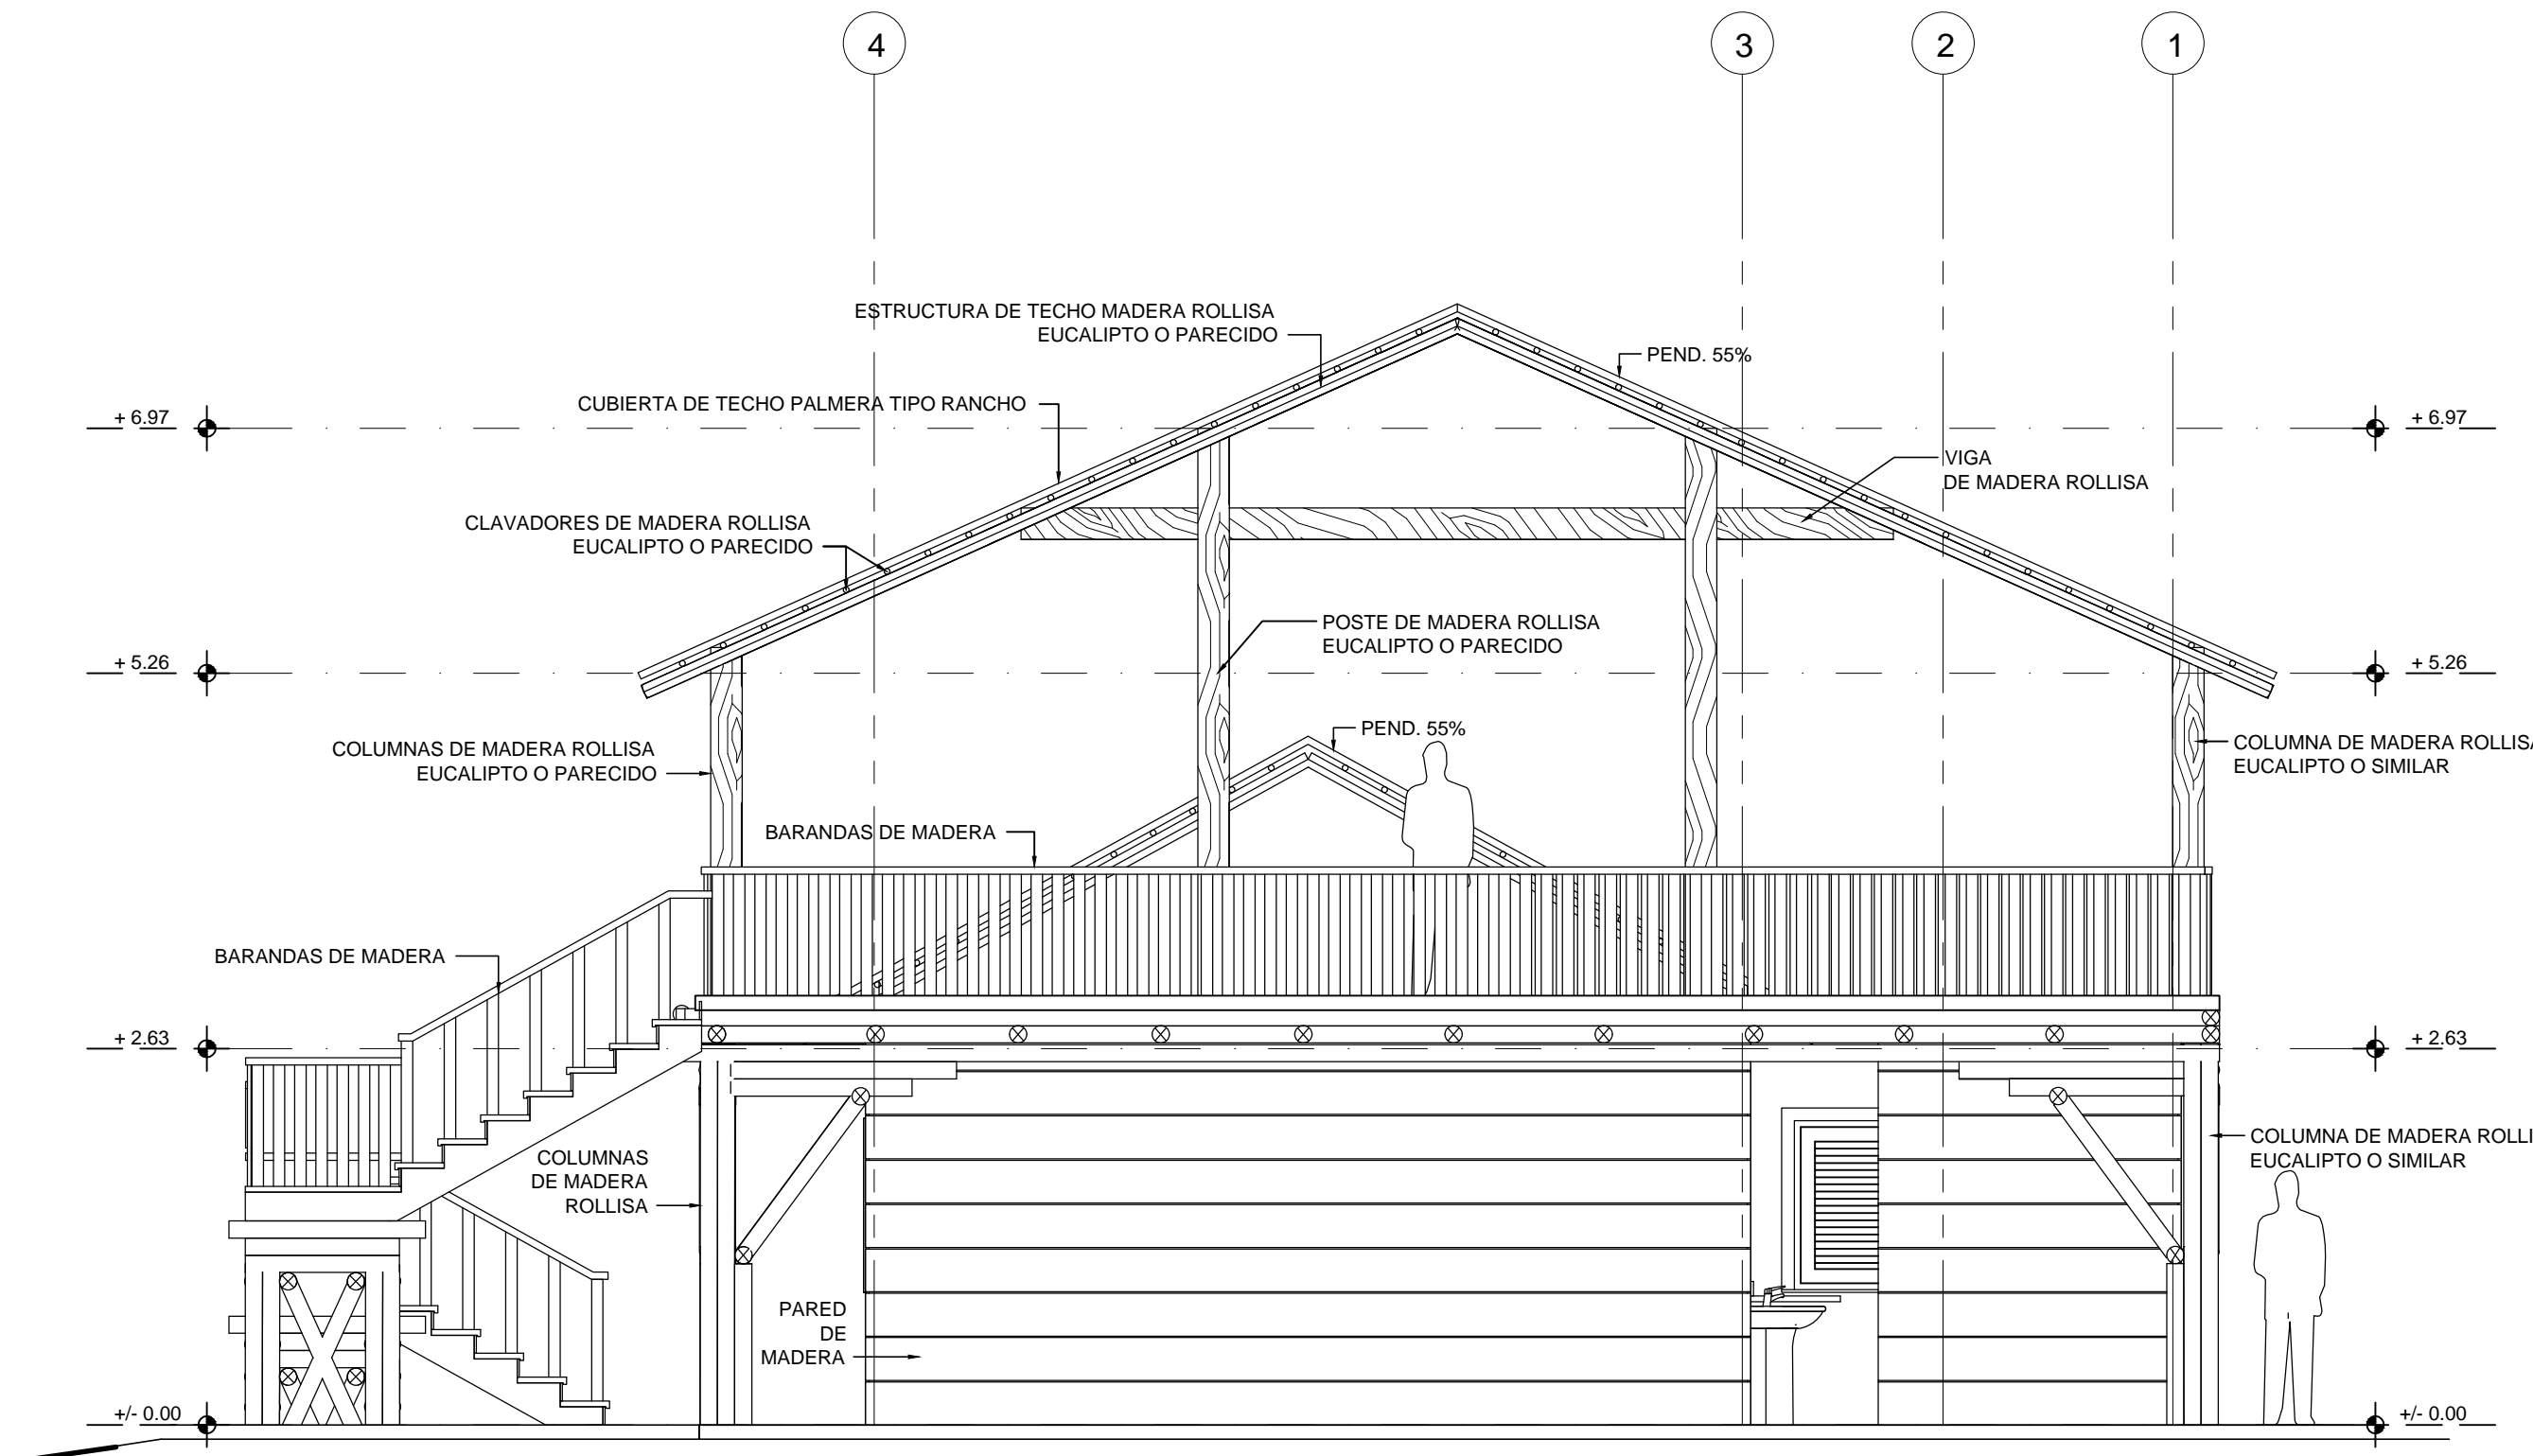 4
3
2
1
ESTRUCTURA DE TECHO MADERA ROLLISA
EUCALIPTO O PARECIDO
PEND. 55%
CUBIERTA DE TECHO PALMERA TIPO RANCHO
+ 6.97
+ 6.97
VIGA
DE MADERA ROLLISA
CLAVADORES DE MADERA ROLLISA
EUCALIPTO O PARECIDO
POSTE DE MADERA ROLLISA
EUCALIPTO O PARECIDO
+ 5.26
+ 5.26
PEND. 55%
COLUMNAS DE MADERA ROLLISA
EUCALIPTO O PARECIDO
COLUMNA DE MADERA ROLLISA
EUCALIPTO O SIMILAR
BARANDAS DE MADERA
BARANDAS DE MADERA
+ 2.63
+ 2.63
COLUMNAS
DE MADERA
ROLLISA
COLUMNA DE MADERA ROLLI
EUCALIPTO O SIMILAR
PARED
DE
MADERA
+/- 0.00
+/- 0.00